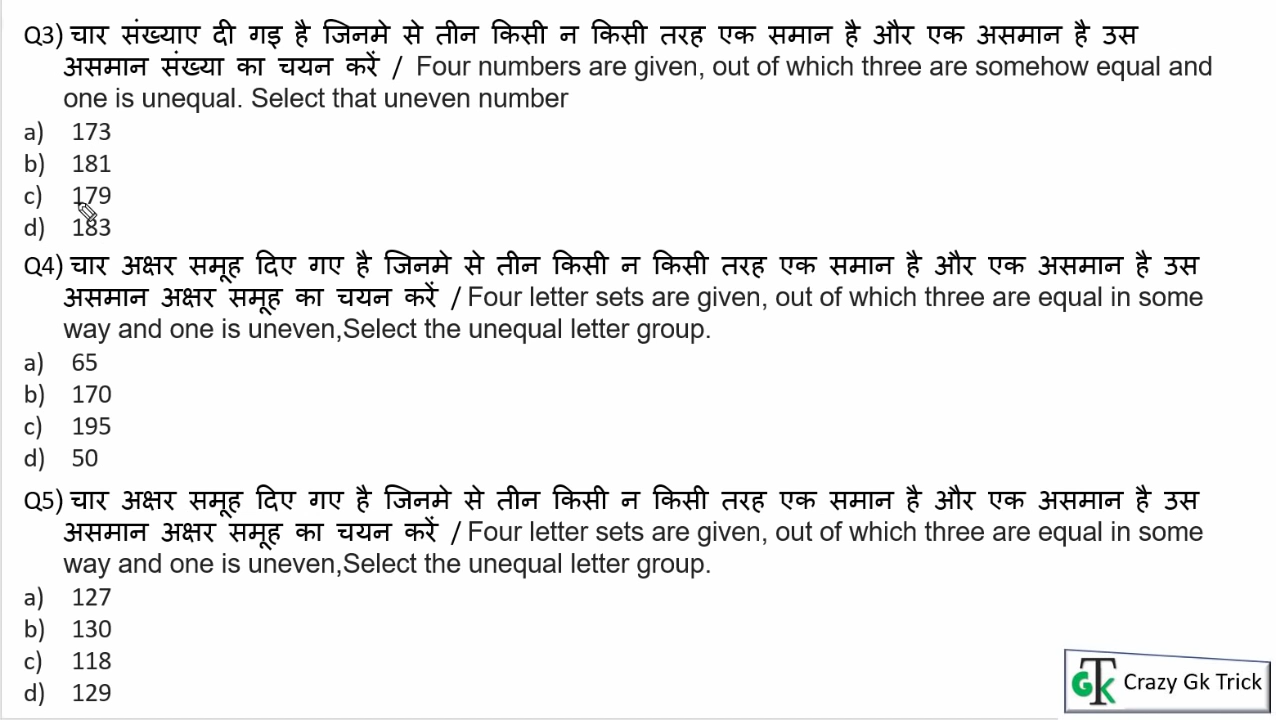 Q3) चार संख्याए दी गइ है जिनमे से तीन किसी न किसी तरह एक समान है और एक असमान है उस
असमान संख्या का चयन करें / Four numbers are given, out of which three are somehow equal and
one is unequal. Select that uneven number
a) 173
b) 181
c) 179
d) 183
Q4) चार अक्षर समूह दिए गए है जिनमे से तीन किसी न किसी तरह एक समान है और एक असमान है उस
असमान अक्षर समूह का चयन करें / Four letter sets are given, out of which three are equal in some
way and one is uneven,Select the unequal letter group.
a) 65
b) 170
c) 195
d) 50
Q5) चार अक्षर समूह दिए गए है जिनमे से तीन किसी न किसी तरह एक समान है और एक असमान है उस
असमान अक्षर समूह का चयन करें / Four letter sets are given, out of which three are equal in some
way and one is uneven,Select the unequal letter group.
a) 127
b) 130
c) 118
d) 129
GTK Crazy Gk Trick